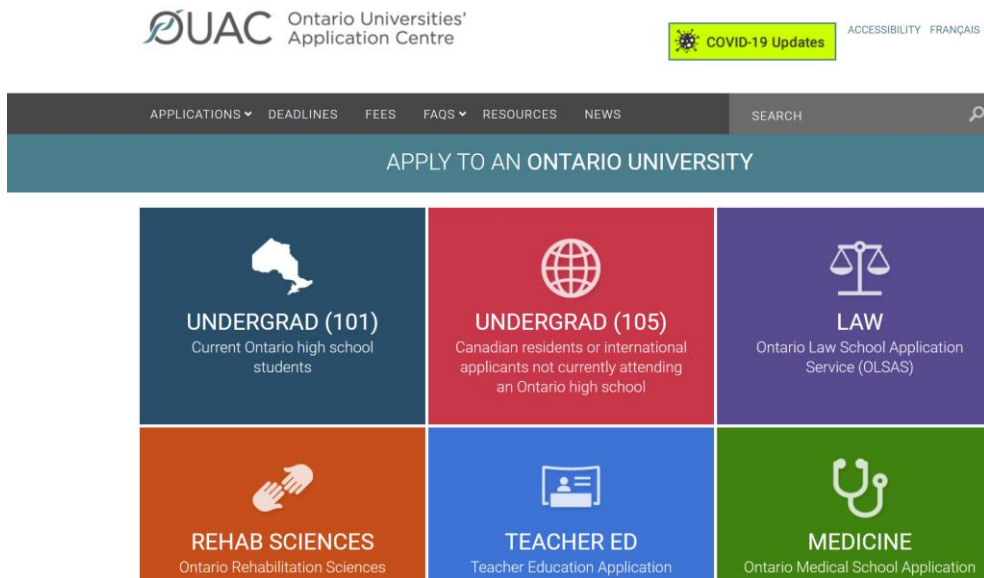 OUAC Ontario Universities'
Application Centre
COVID-19 Updates
ACCESSIBILITY FRANÇAIS
APPLICATIONS DEADLINES FEES FAQS RESOURCES NEWS SEARCH
APPLY TO AN ONTARIO UNIVERSITY
UNDERGRAD (101)
Current Ontario high school
students
UNDERGRAD (105)
Canadian residents or international
applicants not currently attending
an Ontario high school
LAW
Ontario Law School Application
Service (OLSAS)
REHAB SCIENCES
Ontario Rehabilitation Sciences
TEACHER ED
Teacher Education Application
MEDICINE
Ontario Medical School Application